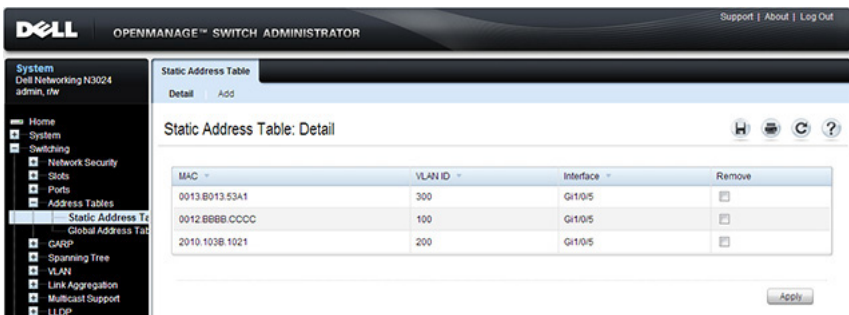 Support | About | Log Out
DELL OPENMANAGE™ SWITCH ADMINISTRATOR
System
Dell Networking N3024
admin, r/w
Home
System
Switching
Network Security
Slots
Ports
Address Tables
Static Address Ta
Global Address Tab
GARP
Spanning Tree
VLAN
Link Aggregation
Multicast Support
LLDP
Static Address Table
Detail Add
Static Address Table: Detail
?
MAC VLAN ID Interface Remove
0013.B013.53A1 300 Gi1/0/5
0012.BBBB.CCCC 100 Gi1/0/5
2010.103B.1021 200 Gi1/0/5
Apply